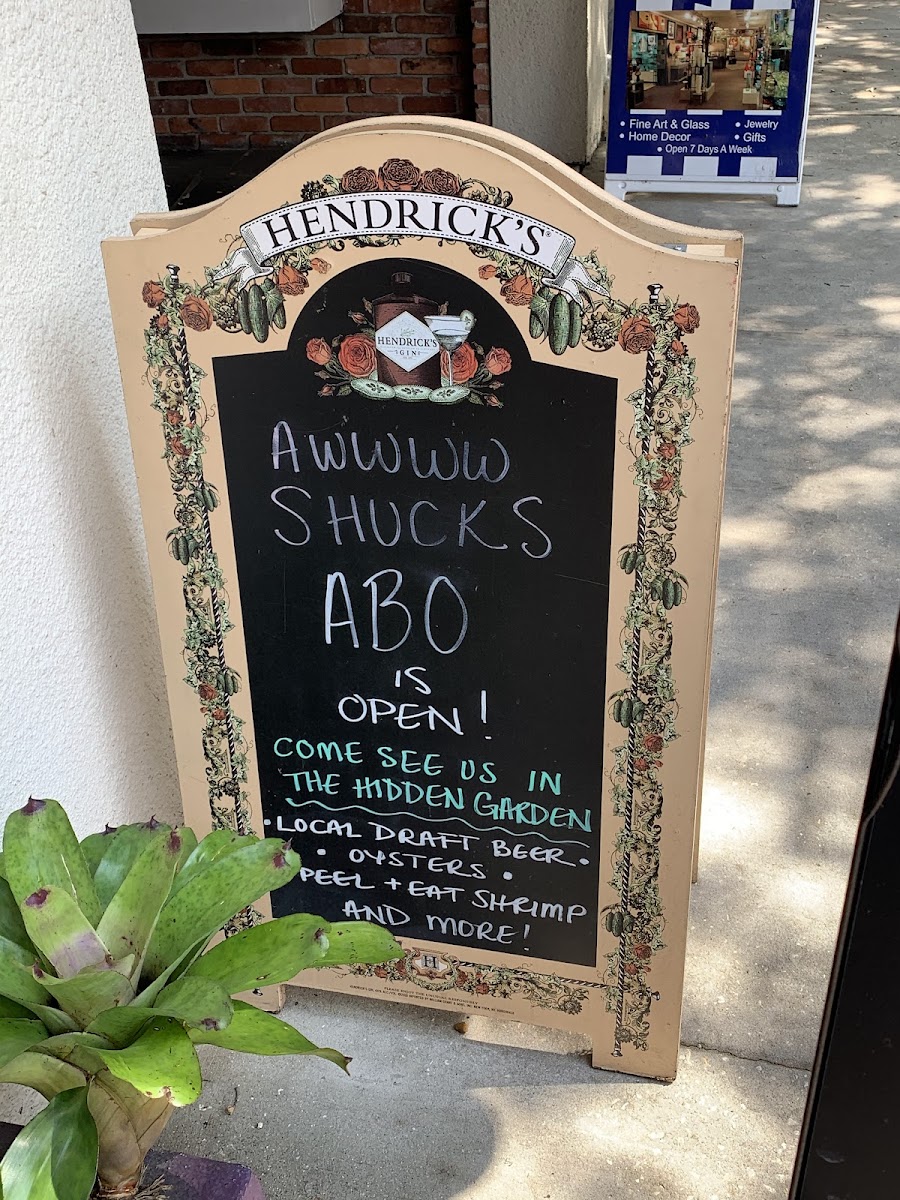 • Fine Art & Glass • Jewelry
• Home Decor • Gifts
• Open 7 Days A Week
HENDRICK'S
HENDRICK'S
GIN
AWWWW
SHUCKS
ABO
IS
OPEN!
COME SEE US IN
THE HIDDEN GARDEN
• LOCAL DRAFT BEER •
• OYSTERS •
PEEL + EAT SHRIMP
AND MORE!
H